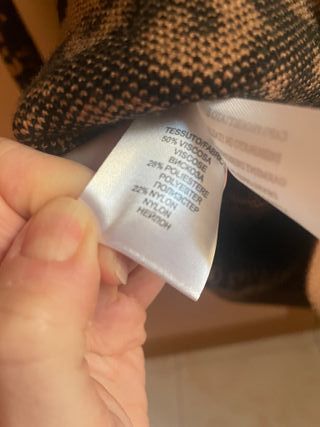 TESSUTO/FABRIC
50% VISCOSA
VISCOSE
ВИСКОЗА
28% POLIESTERE
POLYESTER
ПОЛИЭСТЕР
22% NYLON
NYLON
НЕЙЛОН